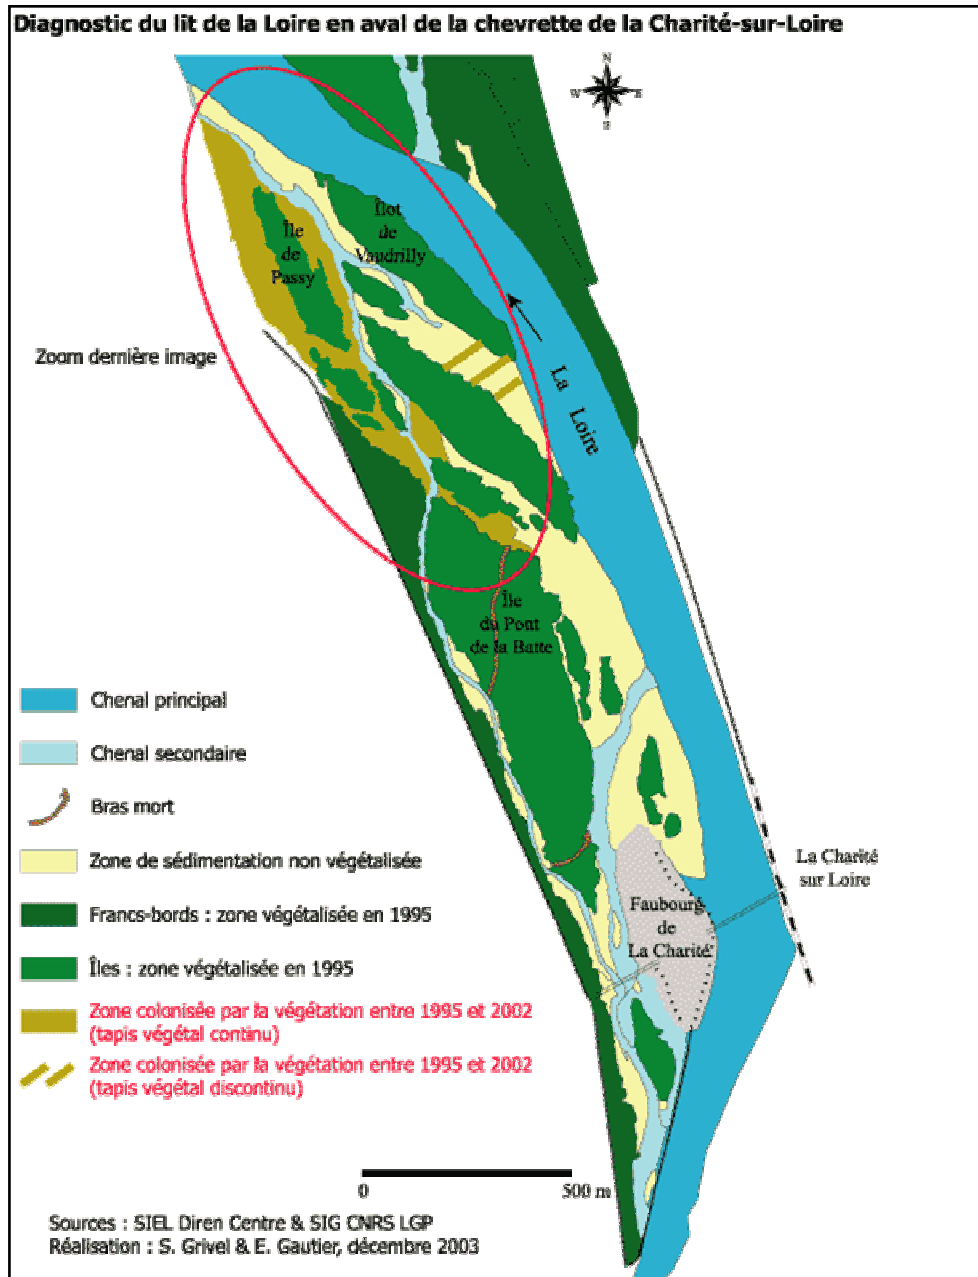 Diagnostic du lit de la Loire en aval de la chevrette de la Charité-sur-Loire
N
W
E
S
Îlot
de
Vaudrilly
Île
de
Passy
Zoom dernière image
La Loire
Île
du Pont
de la Batte
Chenal principal
Chenal secondaire
Bras mort
Zone de sédimentation non végétalisée
Francs-bords : zone végétalisée en 1995
Îles : zone végétalisée en 1995
Zone colonisée par la végétation entre 1995 et 2002
(tapis végétal continu)
Zone colonisée par la végétation entre 1995 et 2002
(tapis végétal discontinu)
La Charité
sur Loire
Faubourg
de
La Charité
0
500 m
Sources : SIEL Diren Centre & SIG CNRS LGP
Réalisation : S. Grivel & E. Gautier, décembre 2003